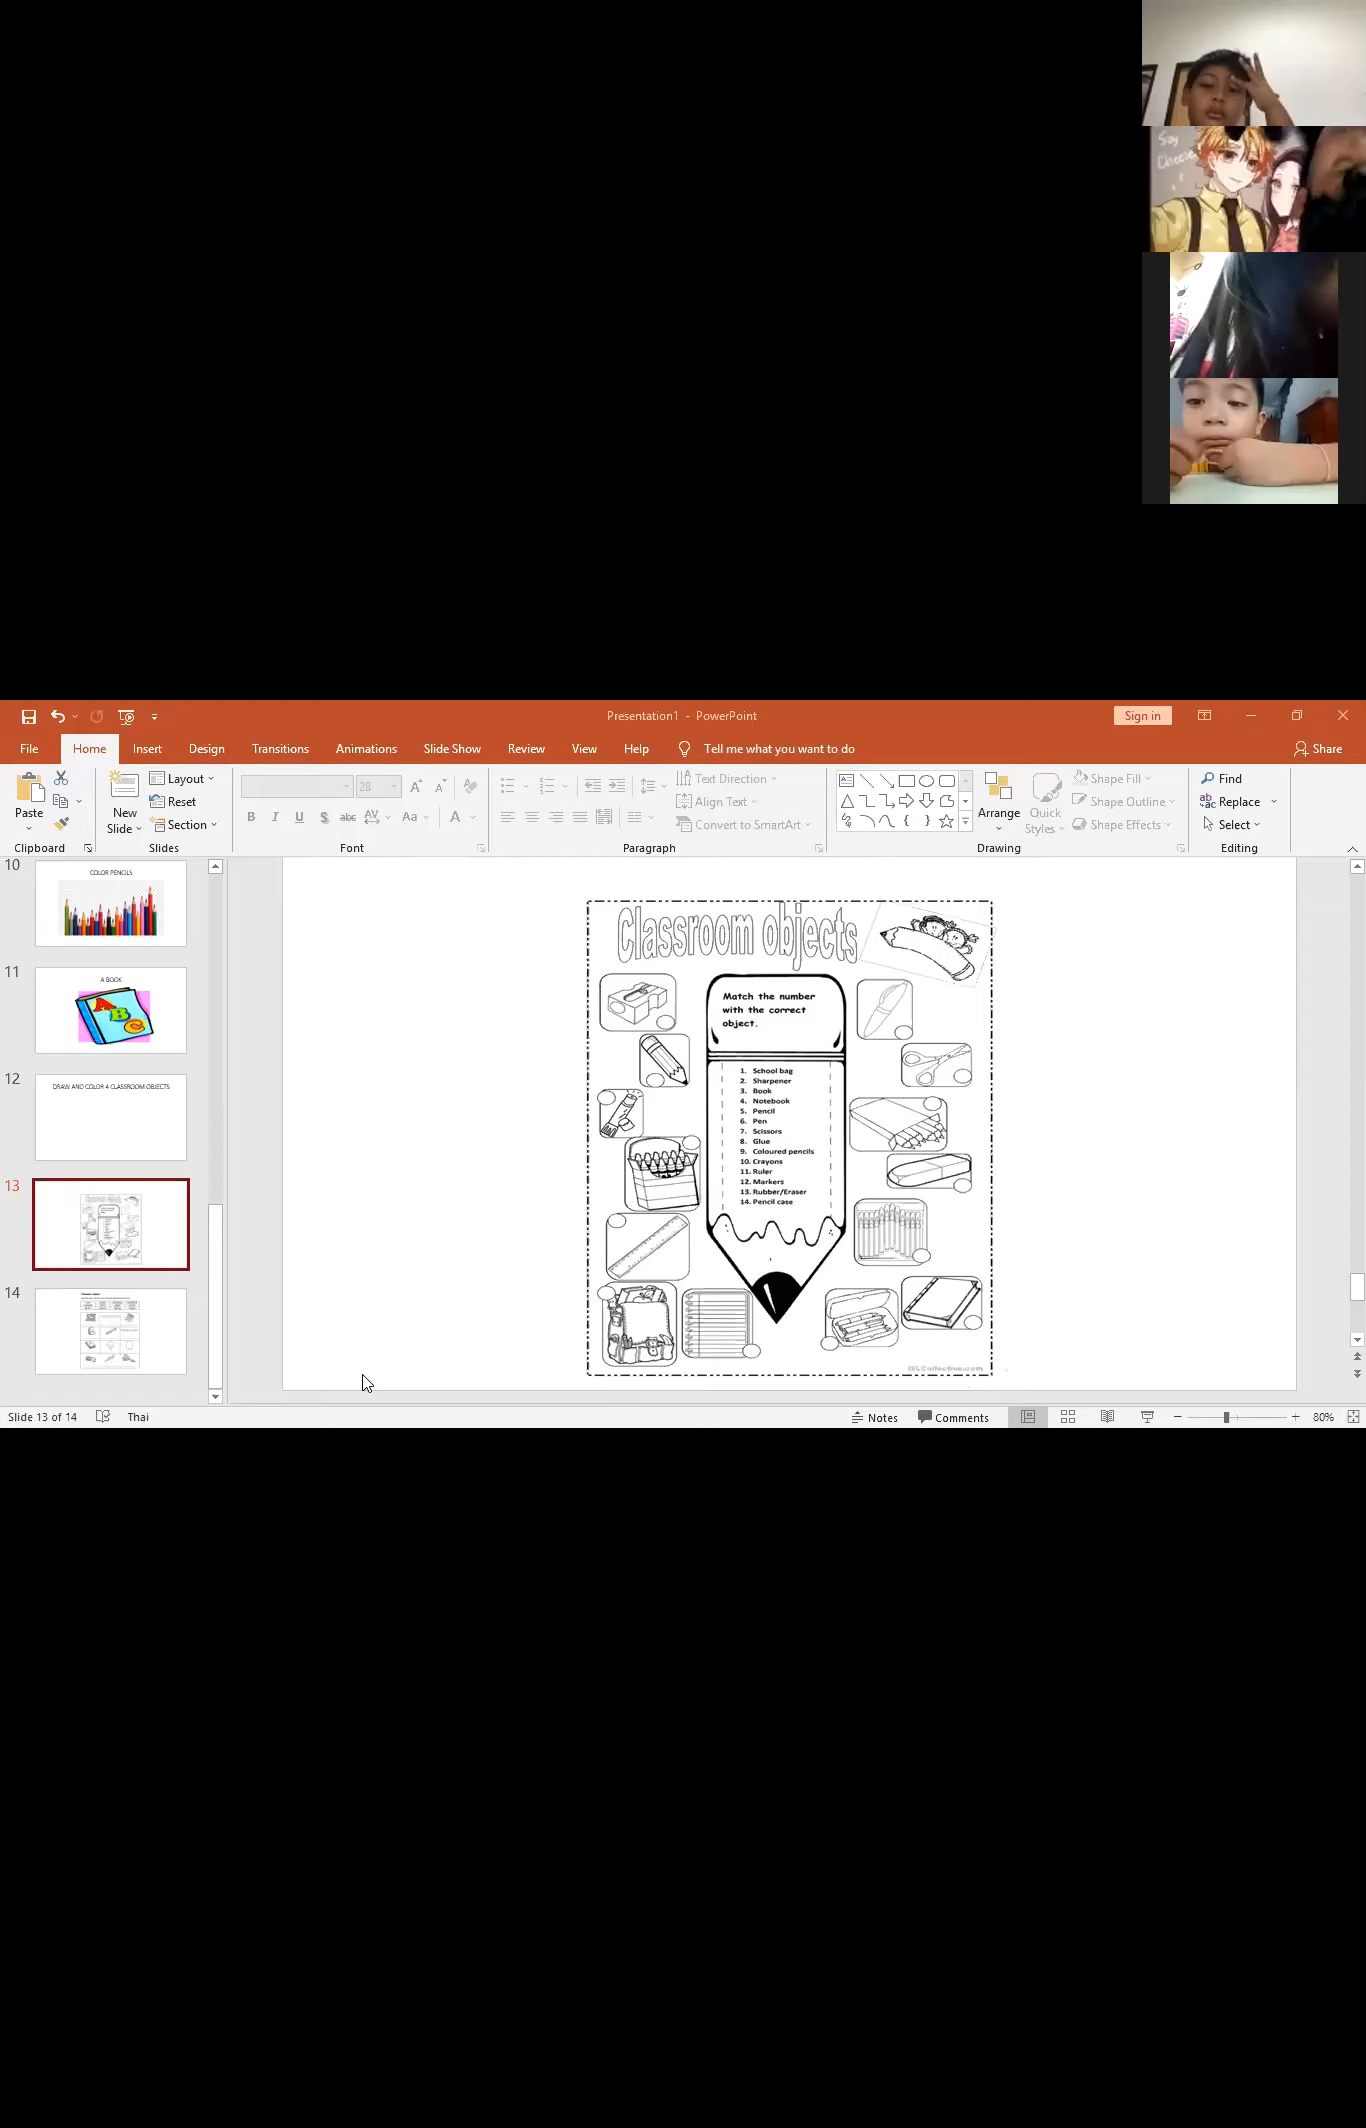 Say
Cheese
Presentation1 - PowerPoint
Sign in
File
Home
Insert
Design
Transitions
Animations
Slide Show
Review
View
Help
Tell me what you want to do
Share
Paste
Clipboard
New
Slide
Layout
Reset
Section
Slides
28
B I U S abc AV Aa A
Font
Text Direction
Align Text
Convert to SmartArt
Paragraph
Arrange
Quick
Styles
Shape Fill
Shape Outline
Shape Effects
Drawing
Find
Replace
Select
Editing
10
COLOR PENCILS
11
A BOOK
A B C
12
DRAW AND COLOR 4 CLASSROOM OBJECTS
13
14
Classroom objects
Match the number
with the correct
object.
1. School bag
2. Sharpener
3. Book
4. Notebook
5. Pencil
6. Pen
7. Scissors
8. Glue
9. Coloured pencils
10. Crayons
11. Ruler
12. Markers
13. Rubber/Eraser
14. Pencil case
iSLCollective.com
Slide 13 of 14
Thai
Notes
Comments
80%